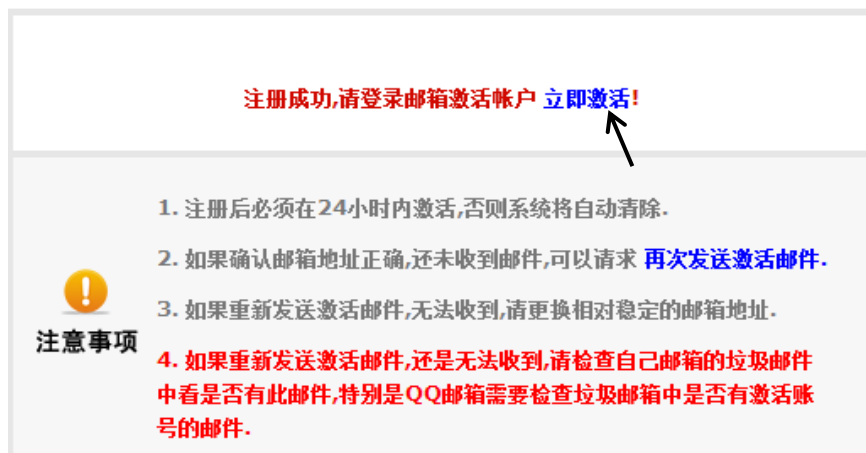 注册成功,请登录邮箱激活帐户 立即激活!
1. 注册后必须在24小时内激活,否则系统将自动清除.
2. 如果确认邮箱地址正确,还未收到邮件,可以请求 再次发送激活邮件.
3. 如果重新发送激活邮件,无法收到,请更换相对稳定的邮箱地址.
注意事项
4. 如果重新发送激活邮件,还是无法收到,请检查自己邮箱的垃圾邮件
中看是否有此邮件,特别是QQ邮箱需要检查垃圾邮箱中是否有激活账
号的邮件.